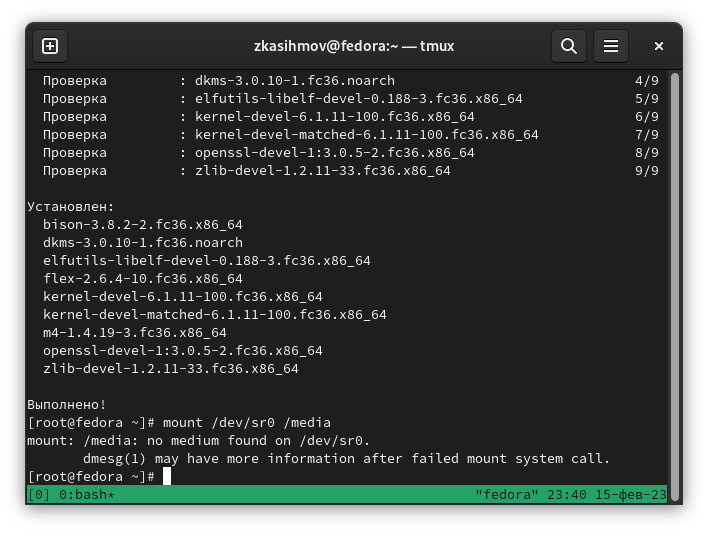 zkasihmov@fedora:~ — tmux
Проверка : dkms-3.0.10-1.fc36.noarch 4/9
Проверка : elfutils-libelf-devel-0.188-3.fc36.x86_64 5/9
Проверка : kernel-devel-6.1.11-100.fc36.x86_64 6/9
Проверка : kernel-devel-matched-6.1.11-100.fc36.x86_64 7/9
Проверка : openssl-devel-1:3.0.5-2.fc36.x86_64 8/9
Проверка : zlib-devel-1.2.11-33.fc36.x86_64 9/9
Установлен:
bison-3.8.2-2.fc36.x86_64
dkms-3.0.10-1.fc36.noarch
elfutils-libelf-devel-0.188-3.fc36.x86_64
flex-2.6.4-10.fc36.x86_64
kernel-devel-6.1.11-100.fc36.x86_64
kernel-devel-matched-6.1.11-100.fc36.x86_64
m4-1.4.19-3.fc36.x86_64
openssl-devel-1:3.0.5-2.fc36.x86_64
zlib-devel-1.2.11-33.fc36.x86_64
Выполнено!
[root@fedora ~]# mount /dev/sr0 /media
mount: /media: no medium found on /dev/sr0.
dmesg(1) may have more information after failed mount system call.
[root@fedora ~]#
[0] 0:bash* "fedora" 23:40 15-фев-23